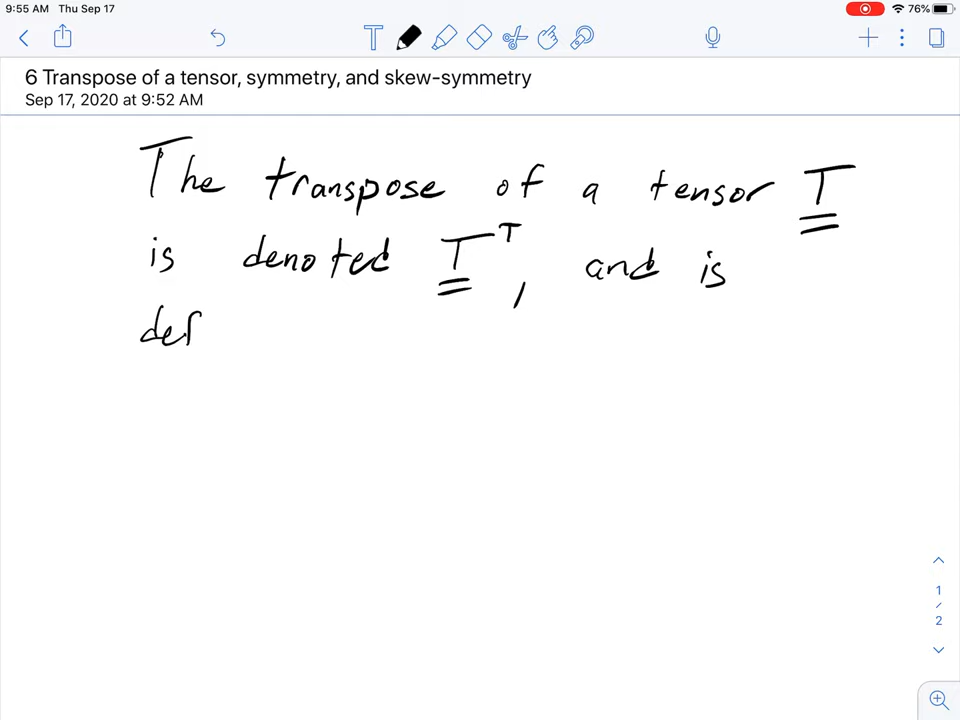 9:55 AM Thu Sep 17 76%
6 Transpose of a tensor, symmetry, and skew-symmetry
Sep 17, 2020 at 9:52 AM
The transpose of a tensor T
is denoted T^T, and is
def
1
/
2